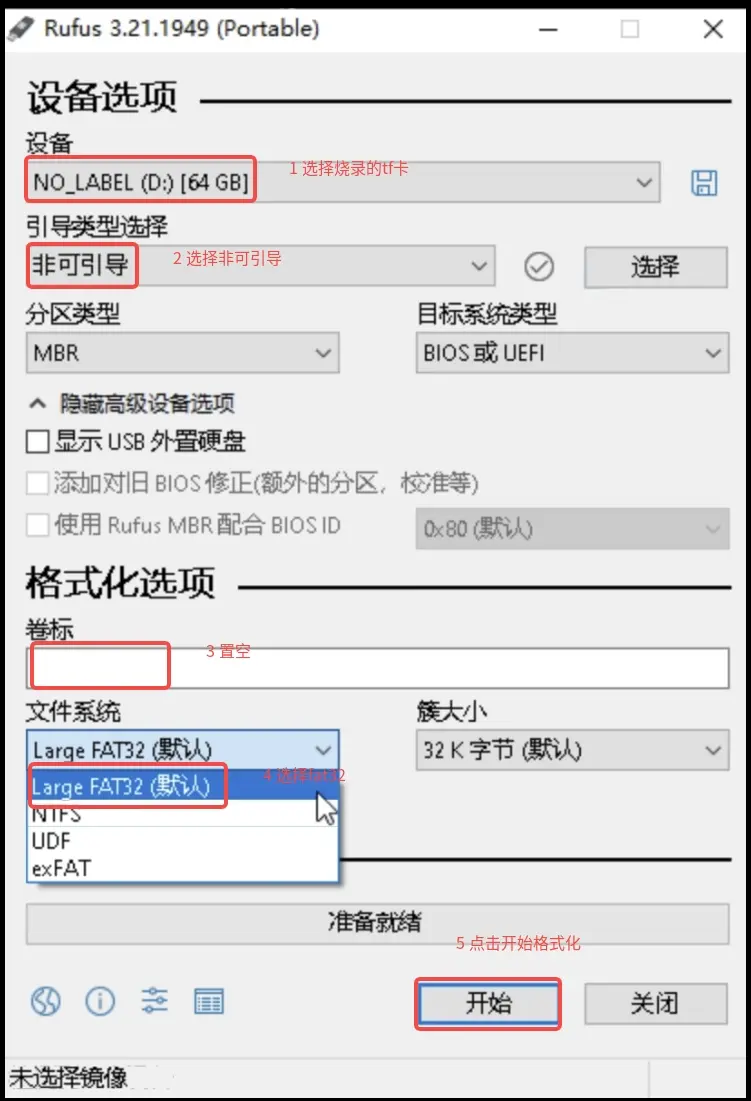 Rufus 3.21.1949 (Portable)
设备选项
设备
NO_LABEL (D:) [64 GB]
1 选择烧录的tf卡
引导类型选择
非可引导
2 选择非可引导
选择
分区类型
目标系统类型
MBR
BIOS 或 UEFI
隐藏高级设备选项
显示 USB 外置硬盘
添加对旧 BIOS 修正(额外的分区，校准等)
使用 Rufus MBR 配合 BIOS ID
0x80 (默认)
格式化选项
卷标
3 置空
文件系统
簇大小
Large FAT32 (默认)
32 K 字节 (默认)
Large FAT32 (默认)
4 选择fat32
NTFS
UDF
exFAT
准备就绪
5 点击开始格式化
开始
关闭
未选择镜像